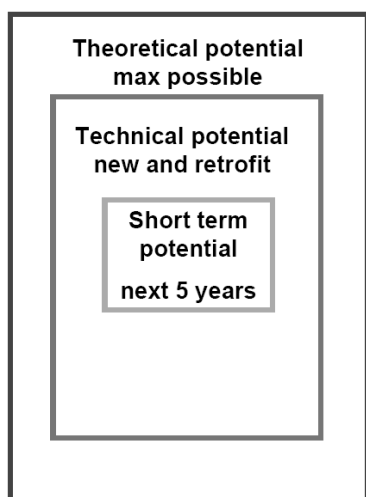 Theoretical potential
max possible
Technical potential
new and retrofit
Short term
potential
next 5 years